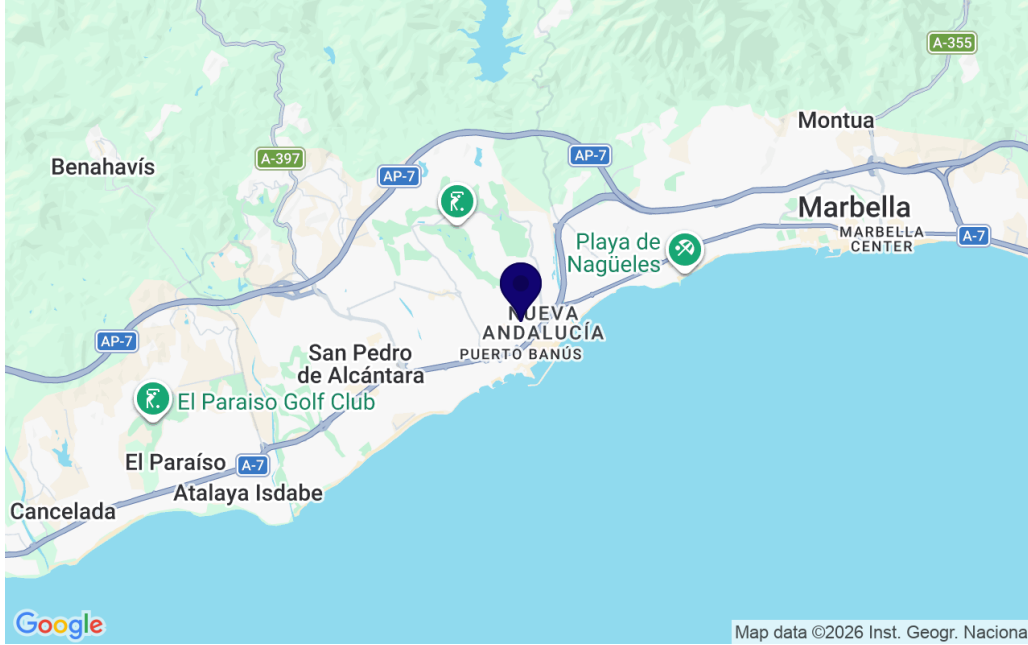 A-355
Montua
Benahavís
A-397
AP-7
AP-7
Marbella
MARBELLA
CENTER
A-7
Playa de
Nagüeles
NUEVA
ANDALUCÍA
PUERTO BANÚS
AP-7
San Pedro
de Alcántara
El Paraiso Golf Club
El Paraíso
A-7
Atalaya Isdabe
Cancelada
Google
Map data ©2026 Inst. Geogr. Naciona